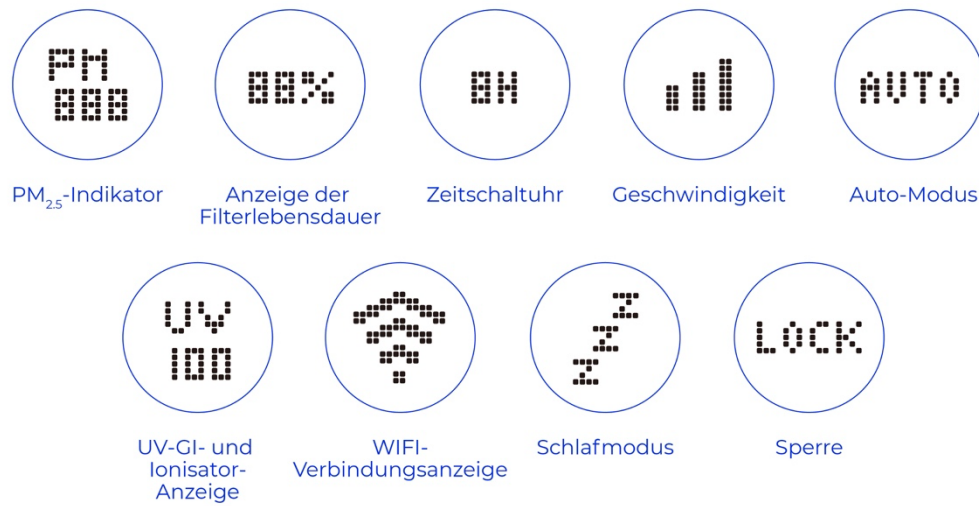 PM
888
88%
8H
AUTO
PM2.5-Indikator
Anzeige der
Filterlebensdauer
Zeitschaltuhr
Geschwindigkeit
Auto-Modus
UV
100
Z
Z
Z
LOCK
UV-GI- und
Ionisator-
Anzeige
WIFI-
Verbindungsanzeige
Schlafmodus
Sperre